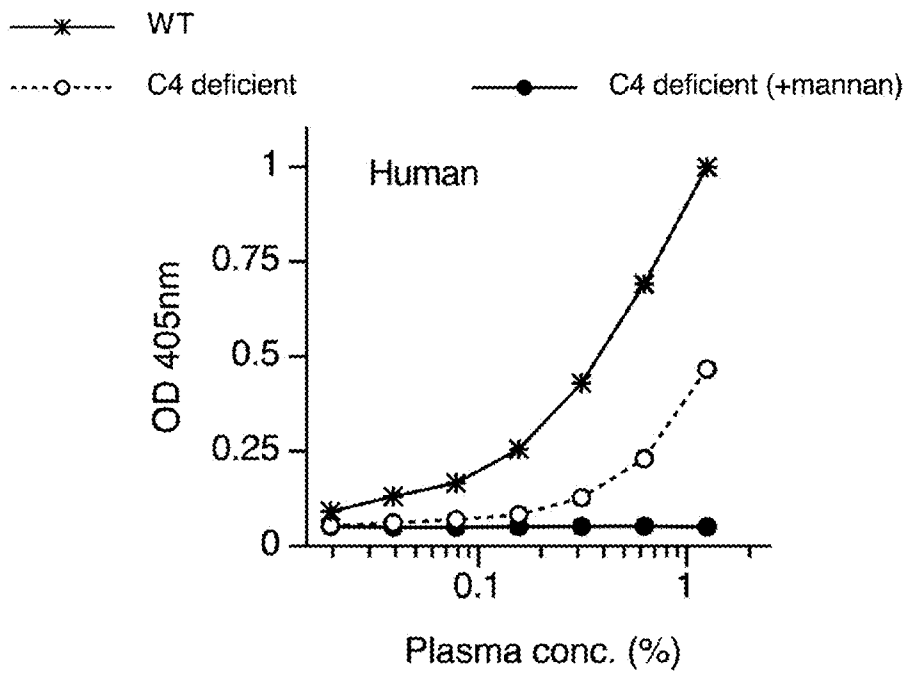 WT
C4 deficient
C4 deficient (+mannan)
Human
1
0.75
0.5
0.25
0
OD 405nm
0.1
1
Plasma conc. (%)